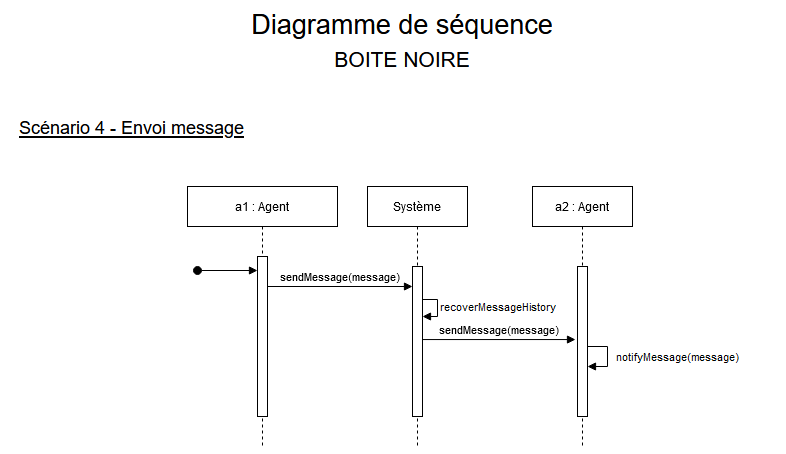 Diagramme de séquence
BOITE NOIRE
Scénario 4 - Envoi message
a1 : Agent
Système
a2 : Agent
sendMessage(message)
recoverMessageHistory
sendMessage(message)
notifyMessage(message)